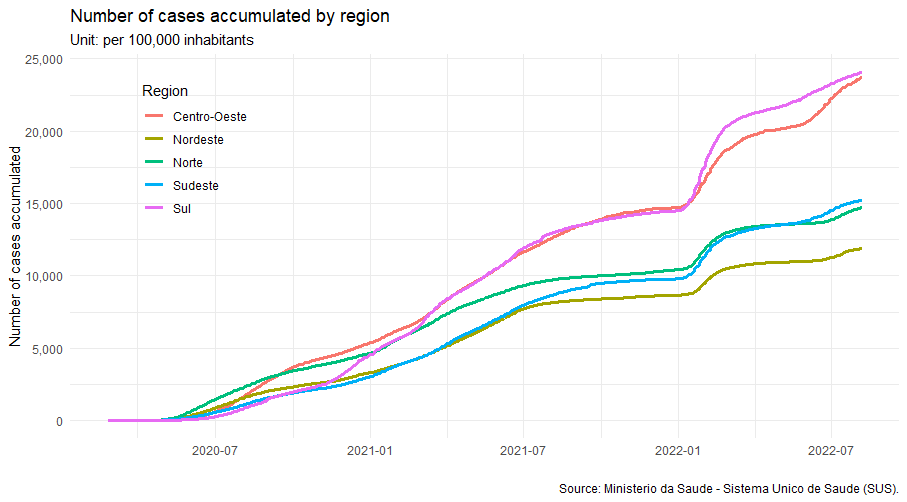 Number of cases accumulated by region
Unit: per 100,000 inhabitants
Number of cases accumulated
25,000
20,000
15,000
10,000
5,000
0
Region
Centro-Oeste
Nordeste
Norte
Sudeste
Sul
2020-07
2021-01
2021-07
2022-01
2022-07
Source: Ministerio da Saude - Sistema Unico de Saude (SUS).